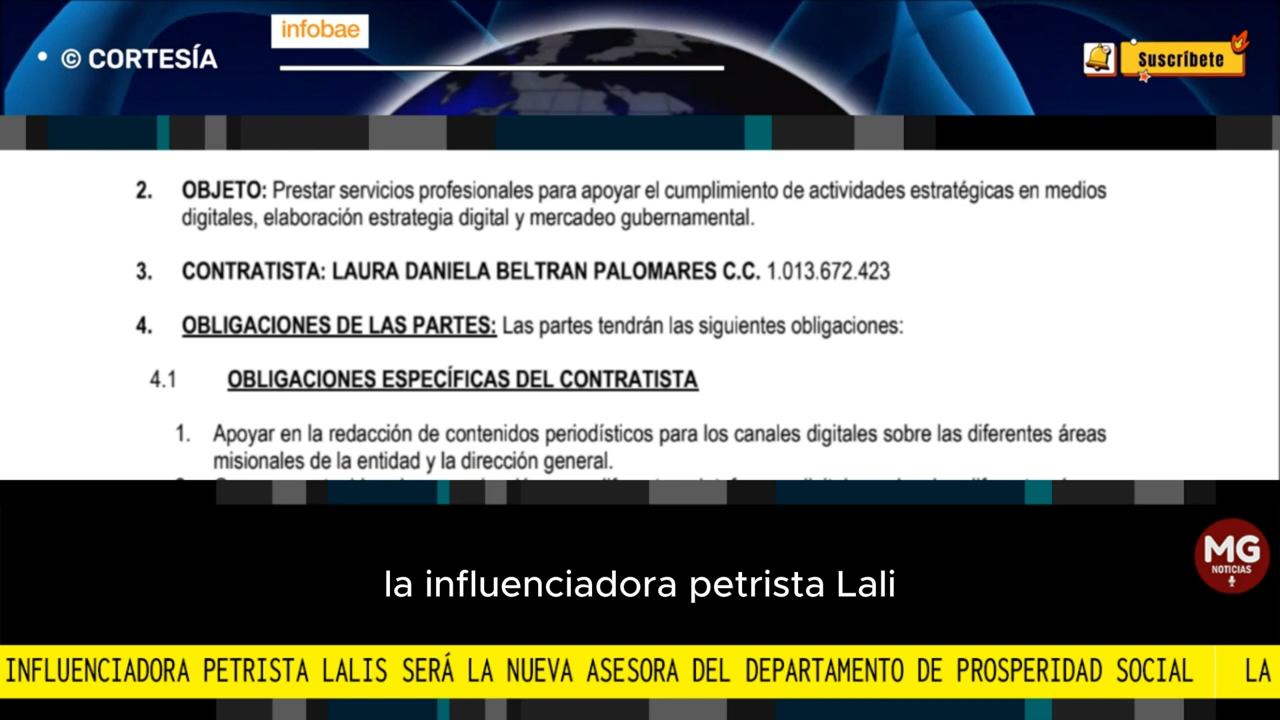 infobae
© CORTESÍA
Suscríbete
2. OBJETO: Prestar servicios profesionales para apoyar el cumplimiento de actividades estratégicas en medios
digitales, elaboración estrategia digital y mercadeo gubernamental.
3. CONTRATISTA: LAURA DANIELA BELTRAN PALOMARES C.C. 1.013.672.423
4. OBLIGACIONES DE LAS PARTES: Las partes tendrán las siguientes obligaciones:
4.1 OBLIGACIONES ESPECÍFICAS DEL CONTRATISTA
1. Apoyar en la redacción de contenidos periodísticos para los canales digitales sobre las diferentes áreas
misionales de la entidad y la dirección general.
MG
NOTICIAS
la influenciadora petrista Lali
INFLUENCIADORA PETRISTA LALIS SERÁ LA NUEVA ASESORA DEL DEPARTAMENTO DE PROSPERIDAD SOCIAL LA